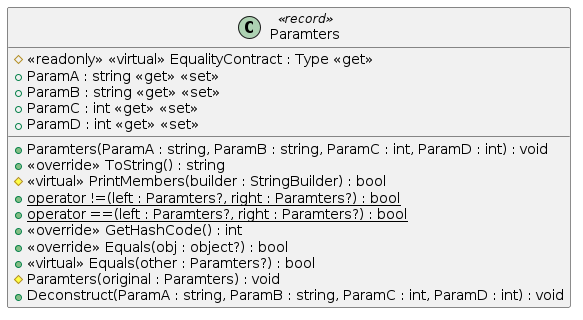 C
«record»
Paramters
«readonly» «virtual» EqualityContract : Type «get»
ParamA : string «get» «set»
ParamB : string «get» «set»
ParamC : int «get» «set»
ParamD : int «get» «set»
Paramters(ParamA : string, ParamB : string, ParamC : int, ParamD : int) : void
«override» ToString() : string
«virtual» PrintMembers(builder : StringBuilder) : bool
operator !=(left : Paramters?, right : Paramters?) : bool
operator ==(left : Paramters?, right : Paramters?) : bool
«override» GetHashCode() : int
«override» Equals(obj : object?) : bool
«virtual» Equals(other : Paramters?) : bool
Paramters(original : Paramters) : void
Deconstruct(ParamA : string, ParamB : string, ParamC : int, ParamD : int) : void